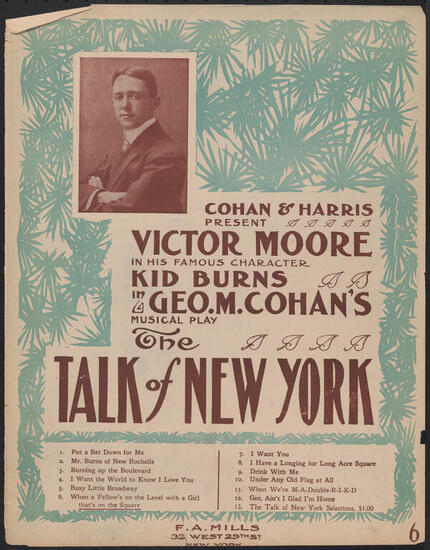 COHAN & HARRIS
PRESENT
VICTOR MOORE
IN HIS FAMOUS CHARACTER
KID BURNS
in
GEO. M. COHAN'S
MUSICAL PLAY
The
TALK of NEW YORK
1. Put a Bet Down for Me
2. Mr. Burns of New Rochelle
3. Burning up the Boulevard
4. I Want the World to Know I Love You
5. Busy Little Broadway
6. When a Fellow's on the Level with a Girl
that's on the Square
7. I Want You
8. I Have a Longing for Long Acre Square
9. Drink With Me
10. Under Any Old Flag at All
11. When We're M-A-Double-R-I-E-D
12. Gee, Ain't I Glad I'm Home
13. The Talk of New York Selections, $1.00
F. A. MILLS
32 WEST 29TH ST
NEW YORK
6